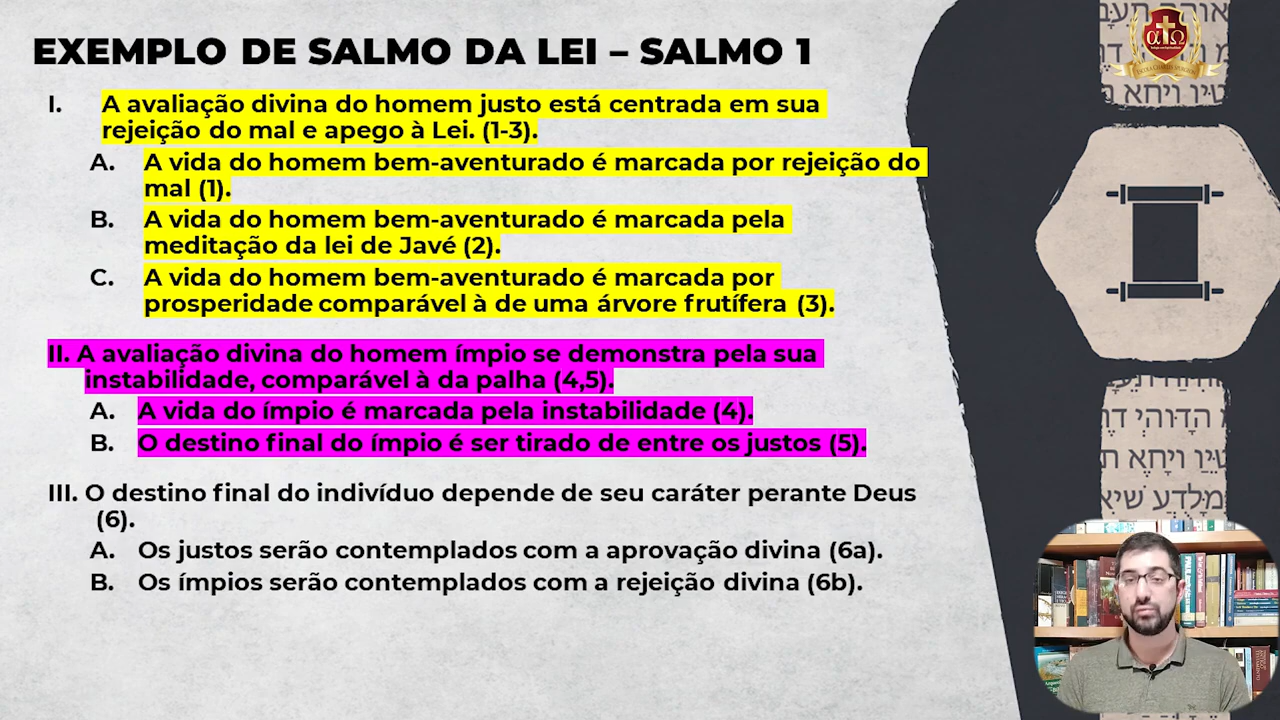 EXEMPLO DE SALMO DA LEI – SALMO 1
I. A avaliação divina do homem justo está centrada em sua
rejeição do mal e apego à Lei. (1-3).
A. A vida do homem bem-aventurado é marcada por rejeição do
mal (1).
B. A vida do homem bem-aventurado é marcada pela
meditação da lei de Javé (2).
C. A vida do homem bem-aventurado é marcada por
prosperidade comparável à de uma árvore frutífera (3).
II. A avaliação divina do homem ímpio se demonstra pela sua
instabilidade, comparável à da palha (4,5).
A. A vida do ímpio é marcada pela instabilidade (4).
B. O destino final do ímpio é ser tirado de entre os justos (5).
III. O destino final do indivíduo depende de seu caráter perante Deus
(6).
A. Os justos serão contemplados com a aprovação divina (6a).
B. Os ímpios serão contemplados com a rejeição divina (6b).
α Ω